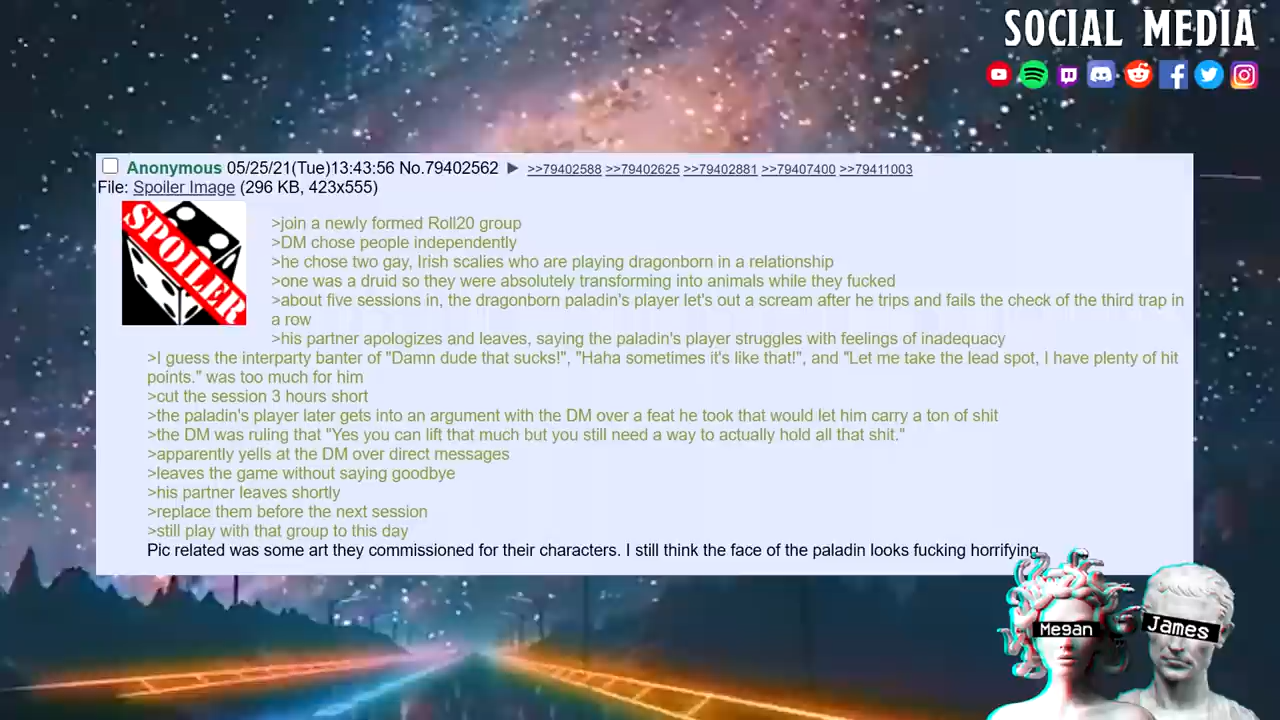 SOCIAL MEDIA
Anonymous 05/25/21(Tue)13:43:56 No.79402562 ▶ >>79402588 >>79402625 >>79402881 >>79407400 >>79411003
File: Spoiler Image (296 KB, 423x555)
SPOILER
>join a newly formed Roll20 group
>DM chose people independently
>he chose two gay, Irish scalies who are playing dragonborn in a relationship
>one was a druid so they were absolutely transforming into animals while they fucked
>about five sessions in, the dragonborn paladin's player let's out a scream after he trips and fails the check of the third trap in
a row
>his partner apologizes and leaves, saying the paladin's player struggles with feelings of inadequacy
>I guess the interparty banter of "Damn dude that sucks!", "Haha sometimes it's like that!", and "Let me take the lead spot, I have plenty of hit
points." was too much for him
>cut the session 3 hours short
>the paladin's player later gets into an argument with the DM over a feat he took that would let him carry a ton of shit
>the DM was ruling that "Yes you can lift that much but you still need a way to actually hold all that shit."
>apparently yells at the DM over direct messages
>leaves the game without saying goodbye
>his partner leaves shortly
>replace them before the next session
>still play with that group to this day
Pic related was some art they commissioned for their characters. I still think the face of the paladin looks fucking horrifying.
Megan
James